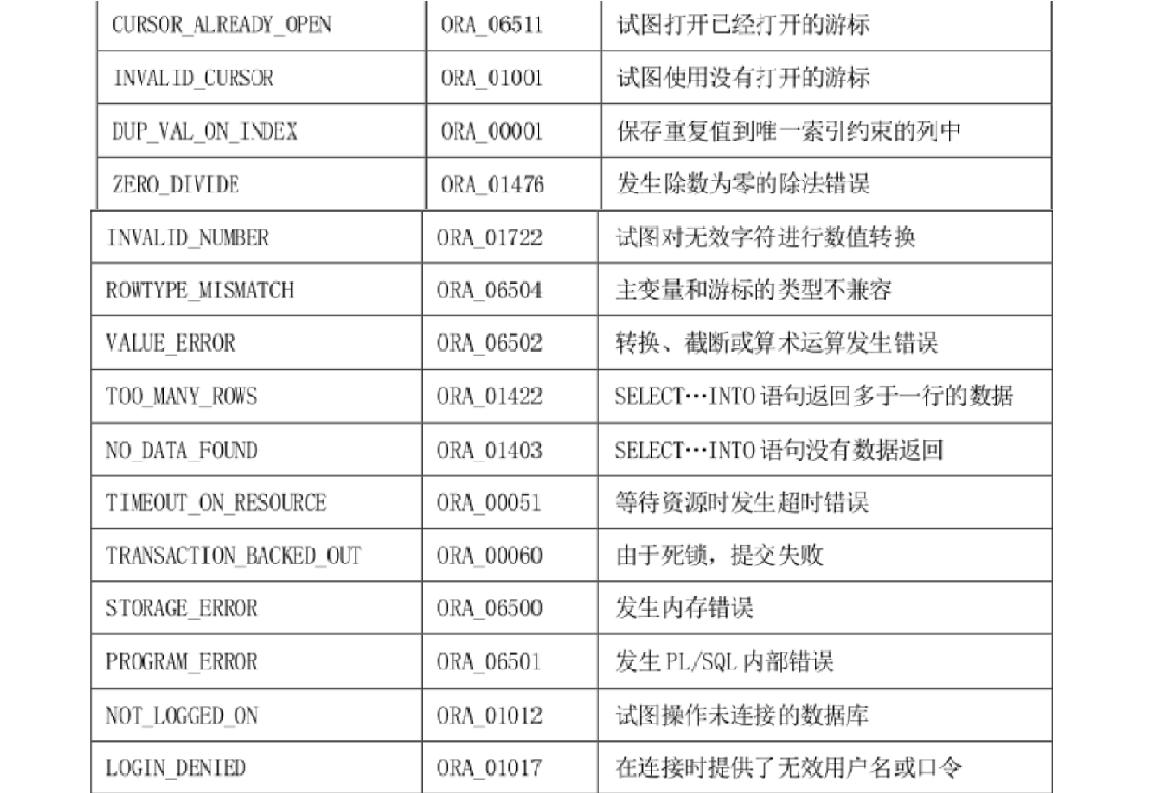 CURSOR_ALREADY_OPEN ORA_06511 试图打开已经打开的游标
INVALID_CURSOR ORA_01001 试图使用没有打开的游标
DUP_VAL_ON_INDEX ORA_00001 保存重复值到唯一索引约束的列中
ZERO_DIVIDE ORA_01476 发生除数为零的除法错误
INVALID_NUMBER ORA_01722 试图对无效字符进行数值转换
ROWTYPE_MISMATCH ORA_06504 主变量和游标的类型不兼容
VALUE_ERROR ORA_06502 转换、截断或算术运算发生错误
TOO_MANY_ROWS ORA_01422 SELECT…INTO 语句返回多于一行的数据
NO_DATA_FOUND ORA_01403 SELECT…INTO 语句没有数据返回
TIMEOUT_ON_RESOURCE ORA_00051 等待资源时发生超时错误
TRANSACTION_BACKED_OUT ORA_00060 由于死锁，提交失败
STORAGE_ERROR ORA_06500 发生内存错误
PROGRAM_ERROR ORA_06501 发生 PL/SQL 内部错误
NOT_LOGGED_ON ORA_01012 试图操作未连接的数据库
LOGIN_DENIED ORA_01017 在连接时提供了无效用户名或口令